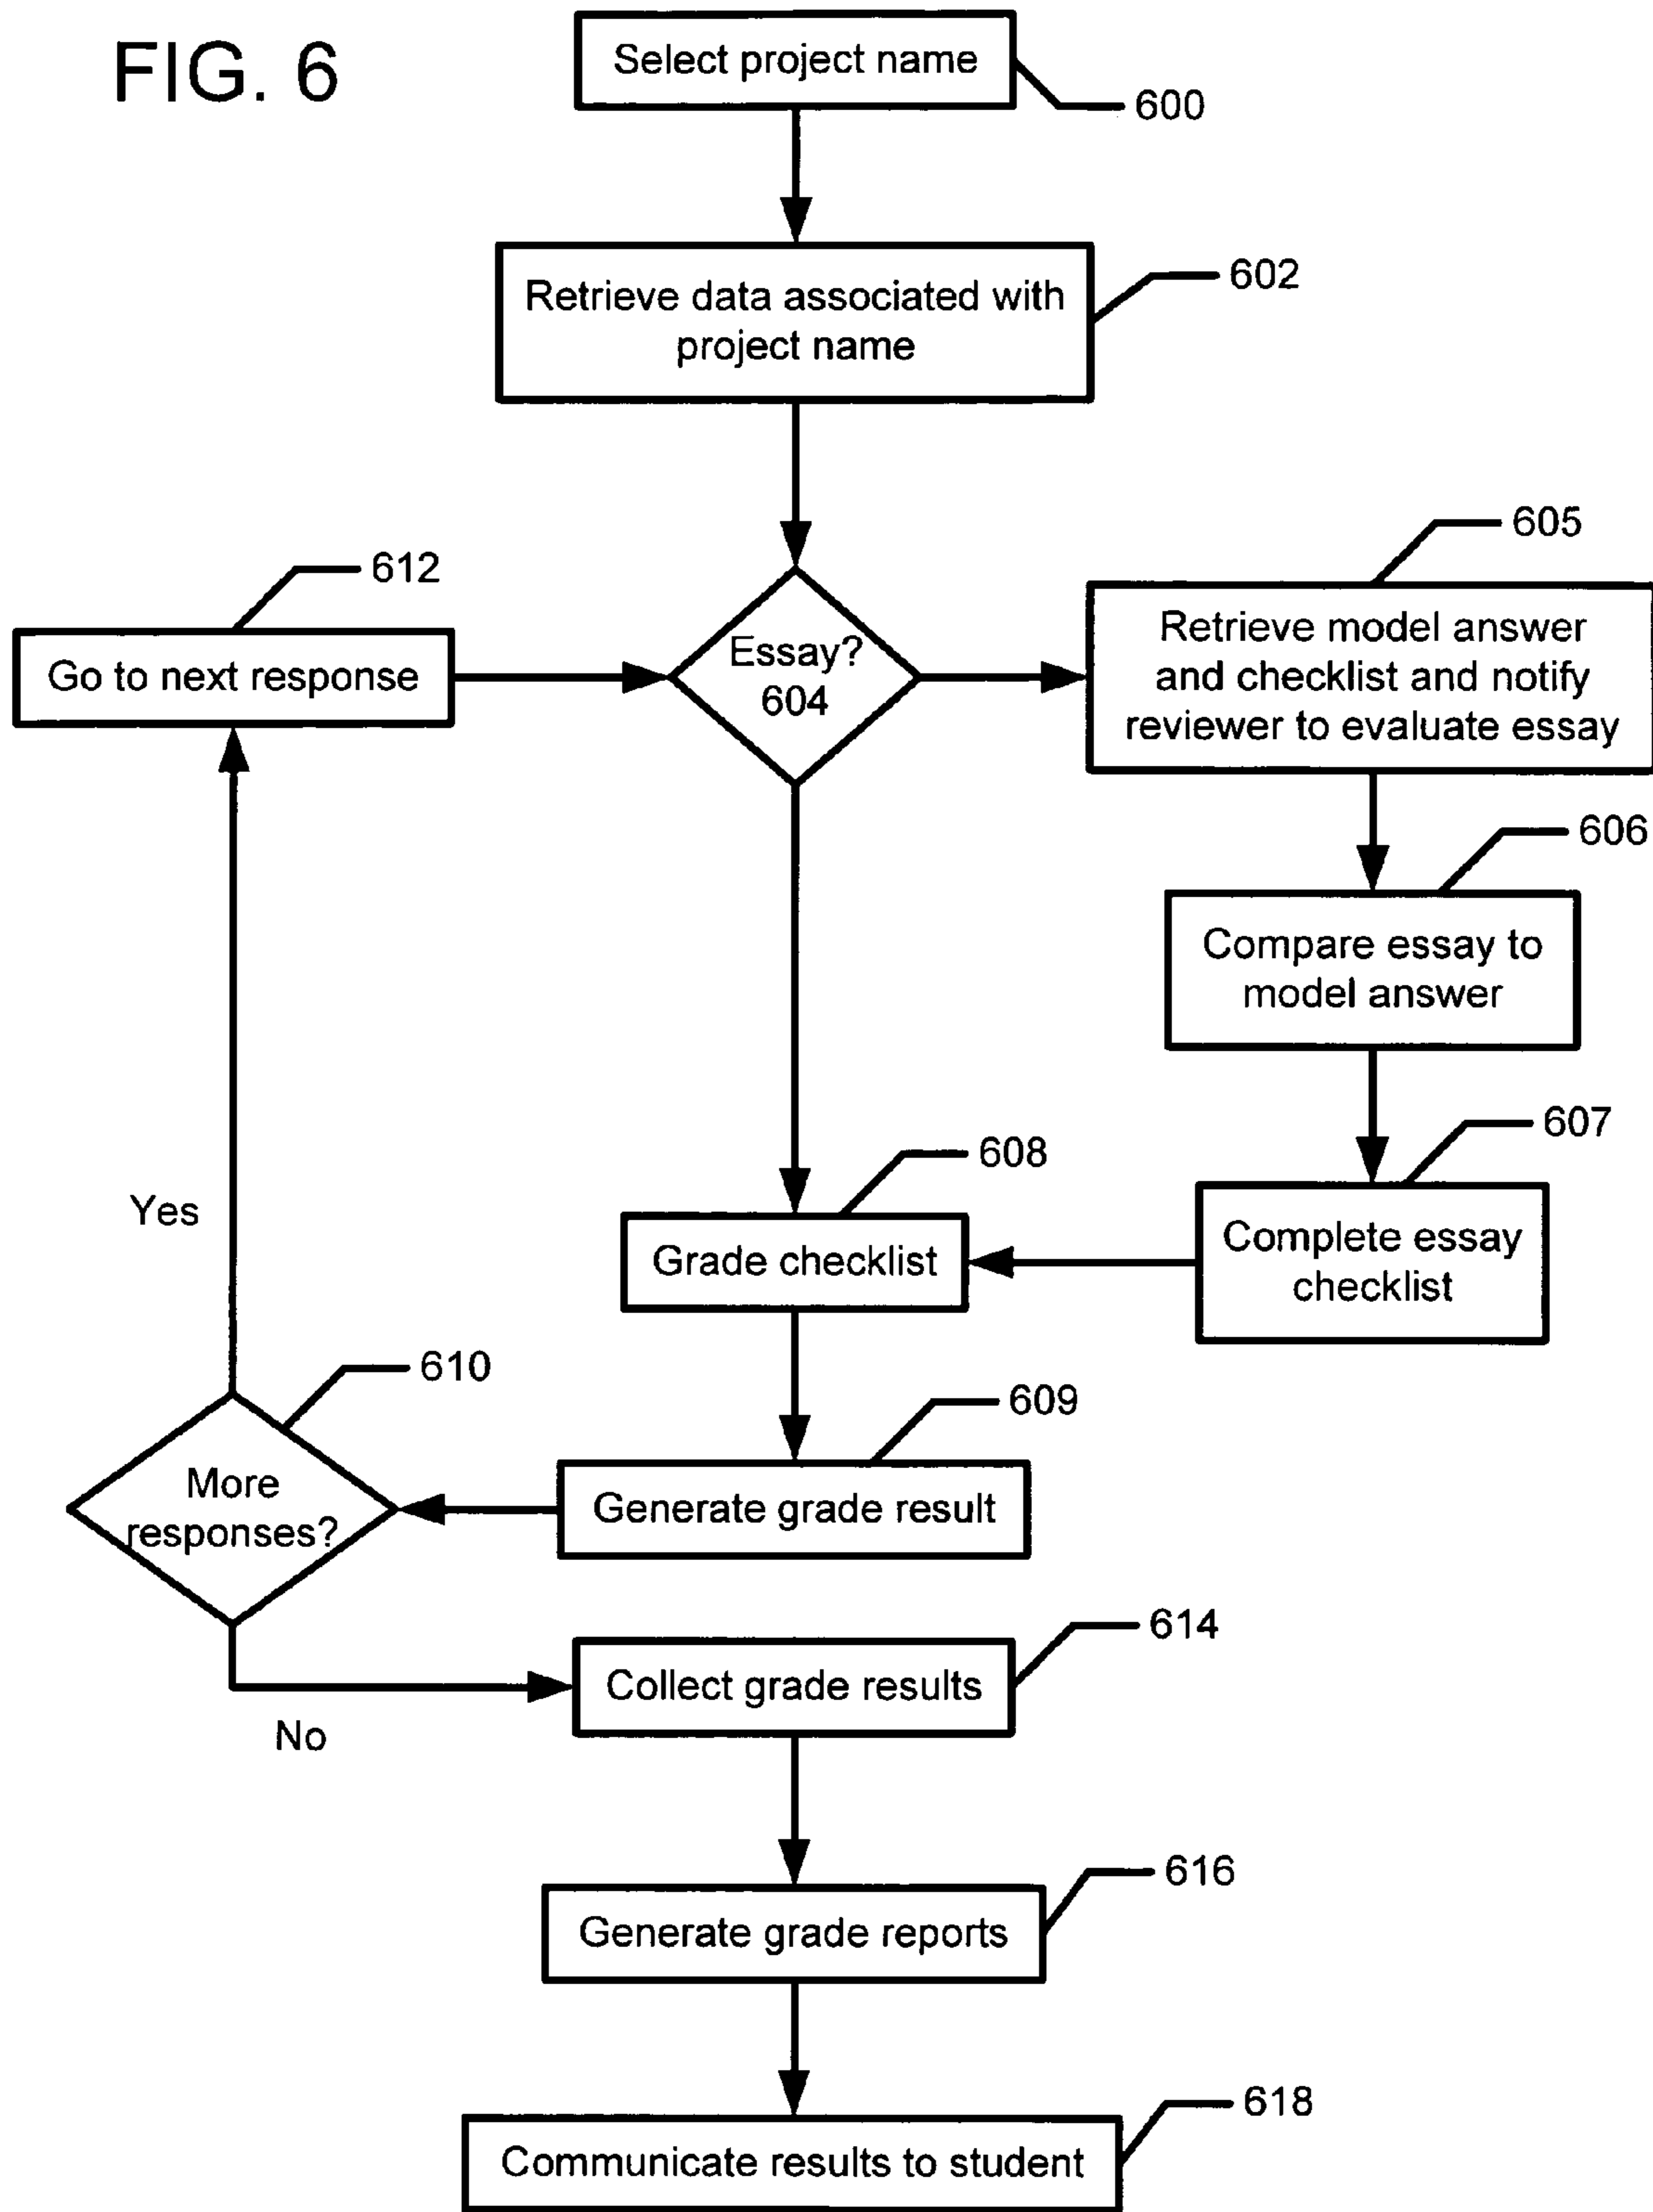 FIG. 6
Select project name
600
Retrieve data associated with
project name
602
Essay?
604
605
Retrieve model answer
and checklist and notify
reviewer to evaluate essay
612
Go to next response
606
Compare essay to
model answer
607
Complete essay
checklist
608
Grade checklist
Yes
610
More
responses?
609
Generate grade result
No
614
Collect grade results
616
Generate grade reports
618
Communicate results to student